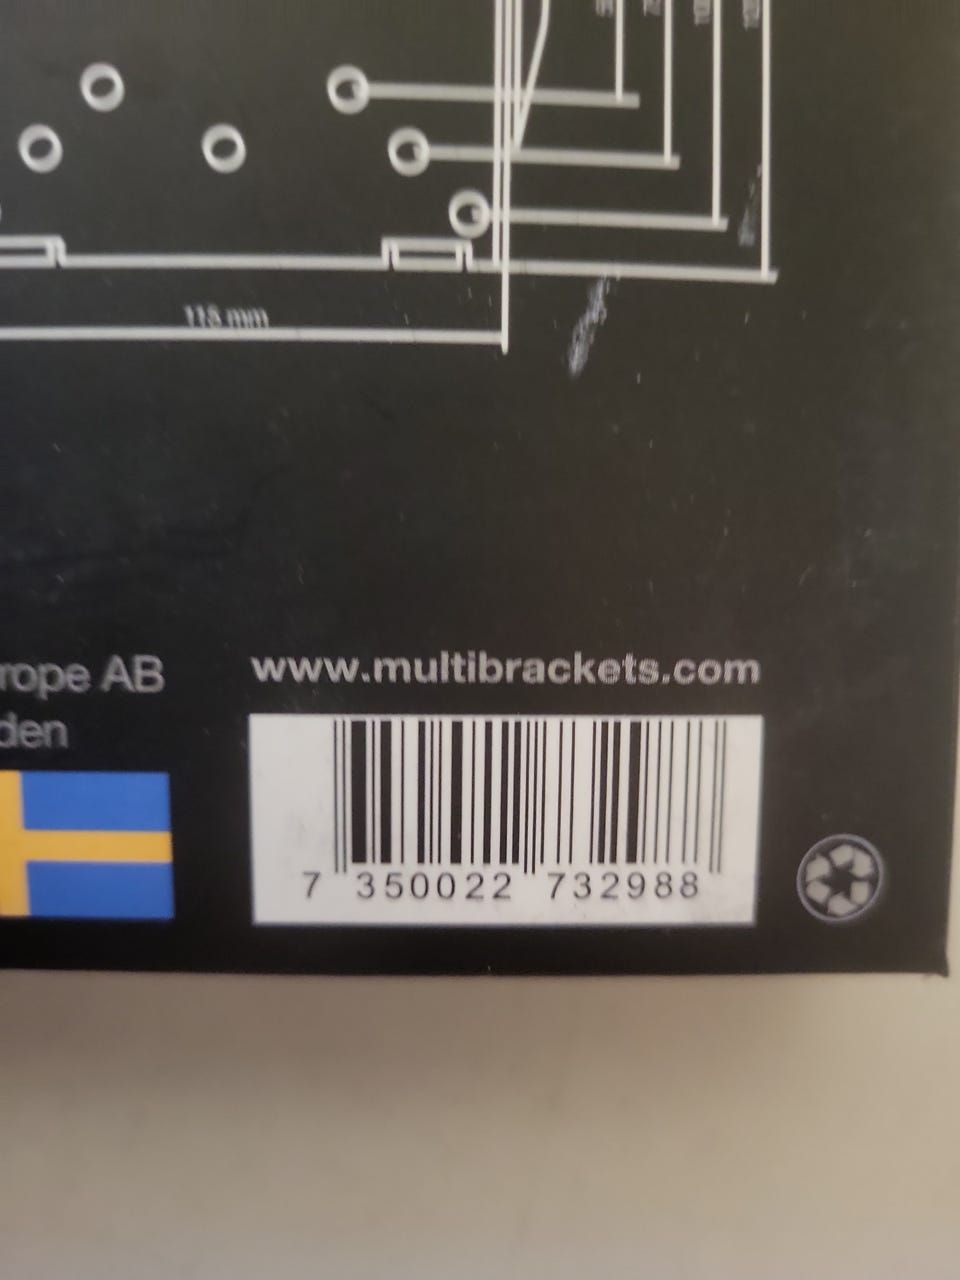 115 mm
rope AB
www.multibrackets.com
den
7 350022 732988